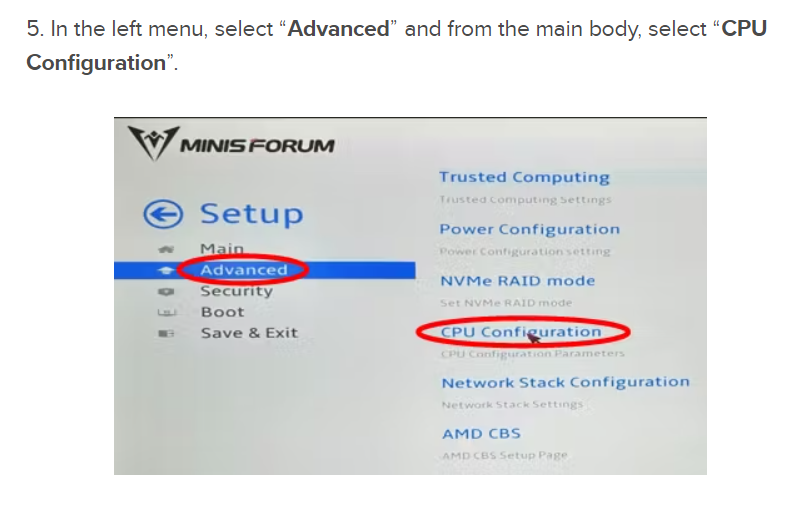 5. In the left menu, select “Advanced” and from the main body, select “CPU
Configuration”.
MINISFORUM
Setup
Main
Advanced
Security
Boot
Save & Exit
Trusted Computing
Trusted Computing Settings
Power Configuration
Power Configuration setting
NVMe RAID mode
Set NVMe RAID mode
CPU Configuration
CPU Configuration Parameters
Network Stack Configuration
Network Stack Settings
AMD CBS
AMD CBS Setup Page